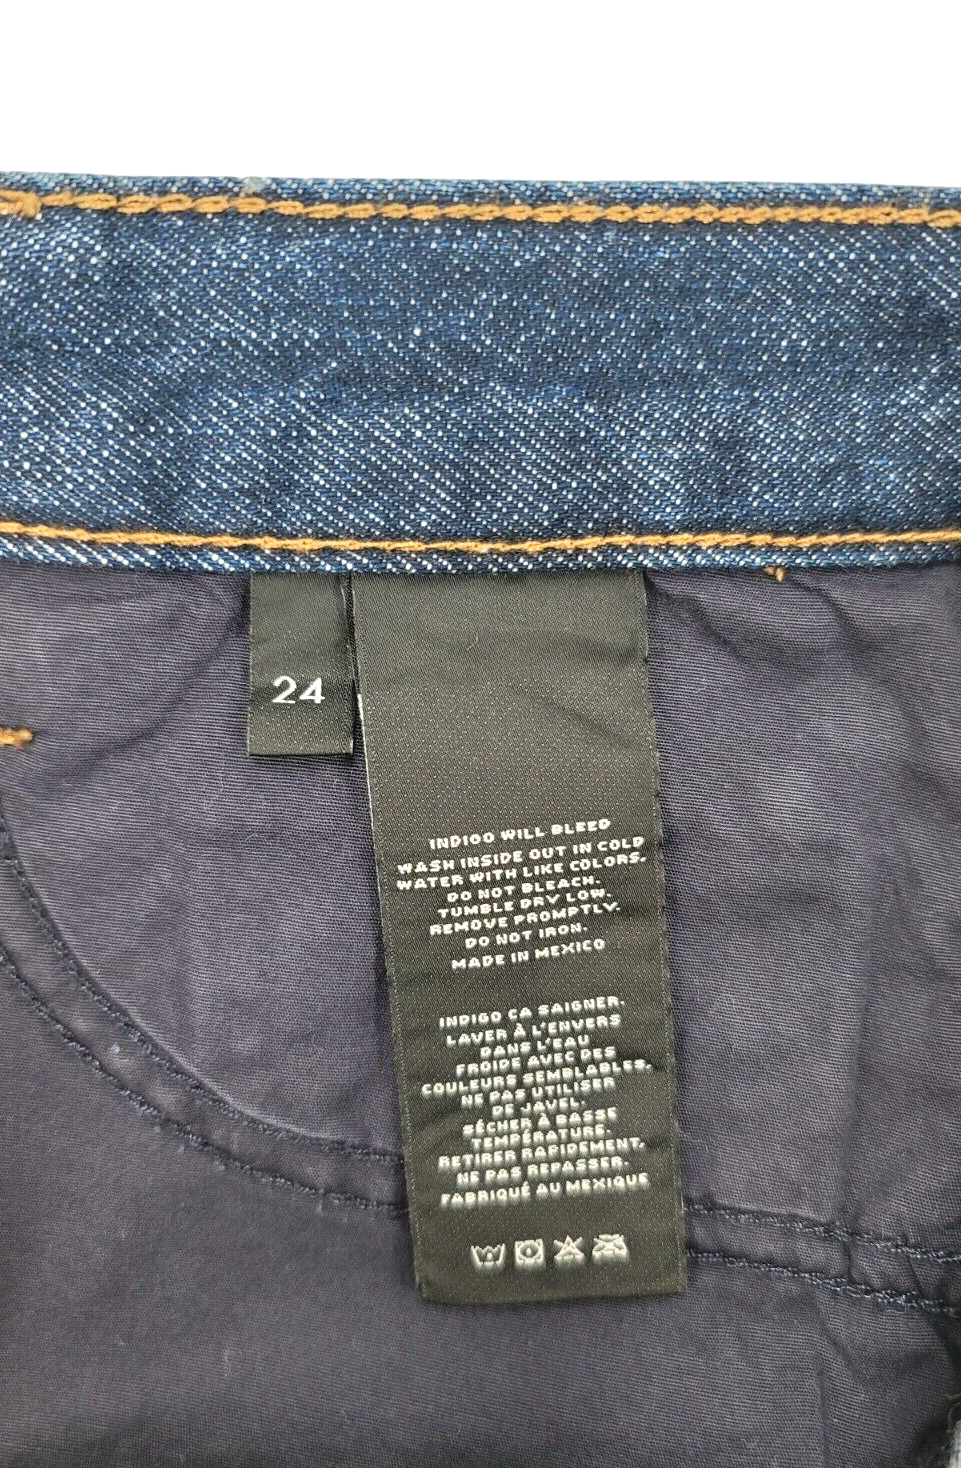 24
INDIGO WILL BLEED
WASH INSIDE OUT IN COLD
WATER WITH LIKE COLORS.
DO NOT BLEACH.
TUMBLE DRY LOW.
REMOVE PROMPTLY.
DO NOT IRON.
MADE IN MEXICO
INDIGO CA SAIGNER.
LAVER À L'ENVERS
DANS L'EAU
FROIDE AVEC DES
COULEURS SEMBLABLES.
NE PAS UTILISER
DE JAVEL.
SÉCHER À BASSE
TEMPÉRATURE.
RETIRER RAPIDEMENT.
NE PAS REPASSER.
FABRIQUÉ AU MEXIQUE